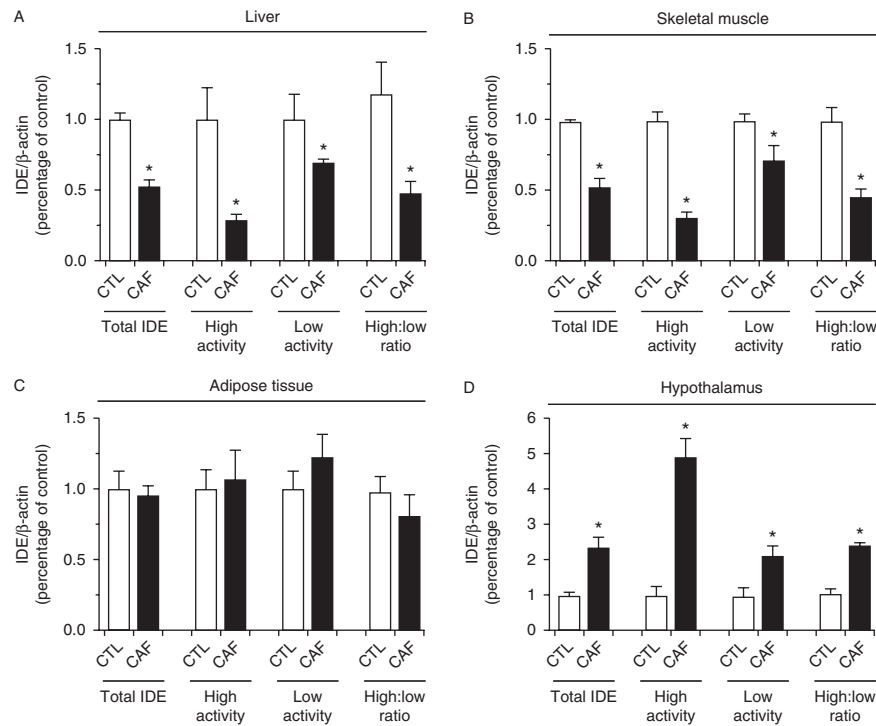 A
Liver
IDE/β-actin
(percentage of control)
1.5
1.0
0.5
0.0
CTL CAF CTL CAF CTL CAF CTL CAF
Total IDE High activity Low activity High:low ratio
B
Skeletal muscle
IDE/β-actin
(percentage of control)
1.5
1.0
0.5
0.0
CTL CAF CTL CAF CTL CAF CTL CAF
Total IDE High activity Low activity High:low ratio
C
Adipose tissue
IDE/β-actin
(percentage of control)
1.5
1.0
0.5
0.0
CTL CAF CTL CAF CTL CAF CTL CAF
Total IDE High activity Low activity High:low ratio
D
Hypothalamus
IDE/β-actin
(percentage of control)
6
5
4
3
2
1
0
CTL CAF CTL CAF CTL CAF CTL CAF
Total IDE High activity Low activity High:low ratio